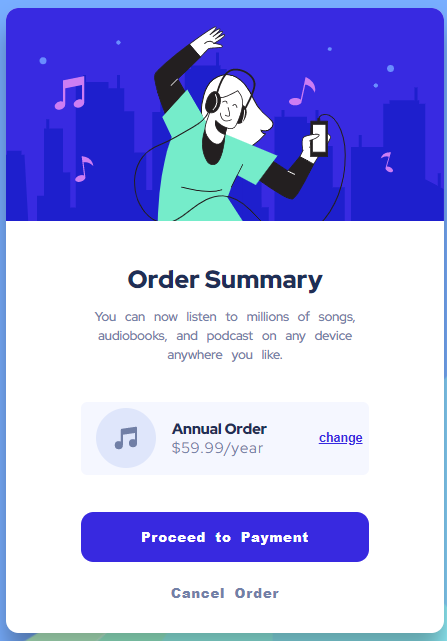 Order Summary
You can now listen to millions of songs,
audiobooks, and podcast on any device
anywhere you like.
Annual Order
$59.99/year
change
Proceed to Payment
Cancel Order